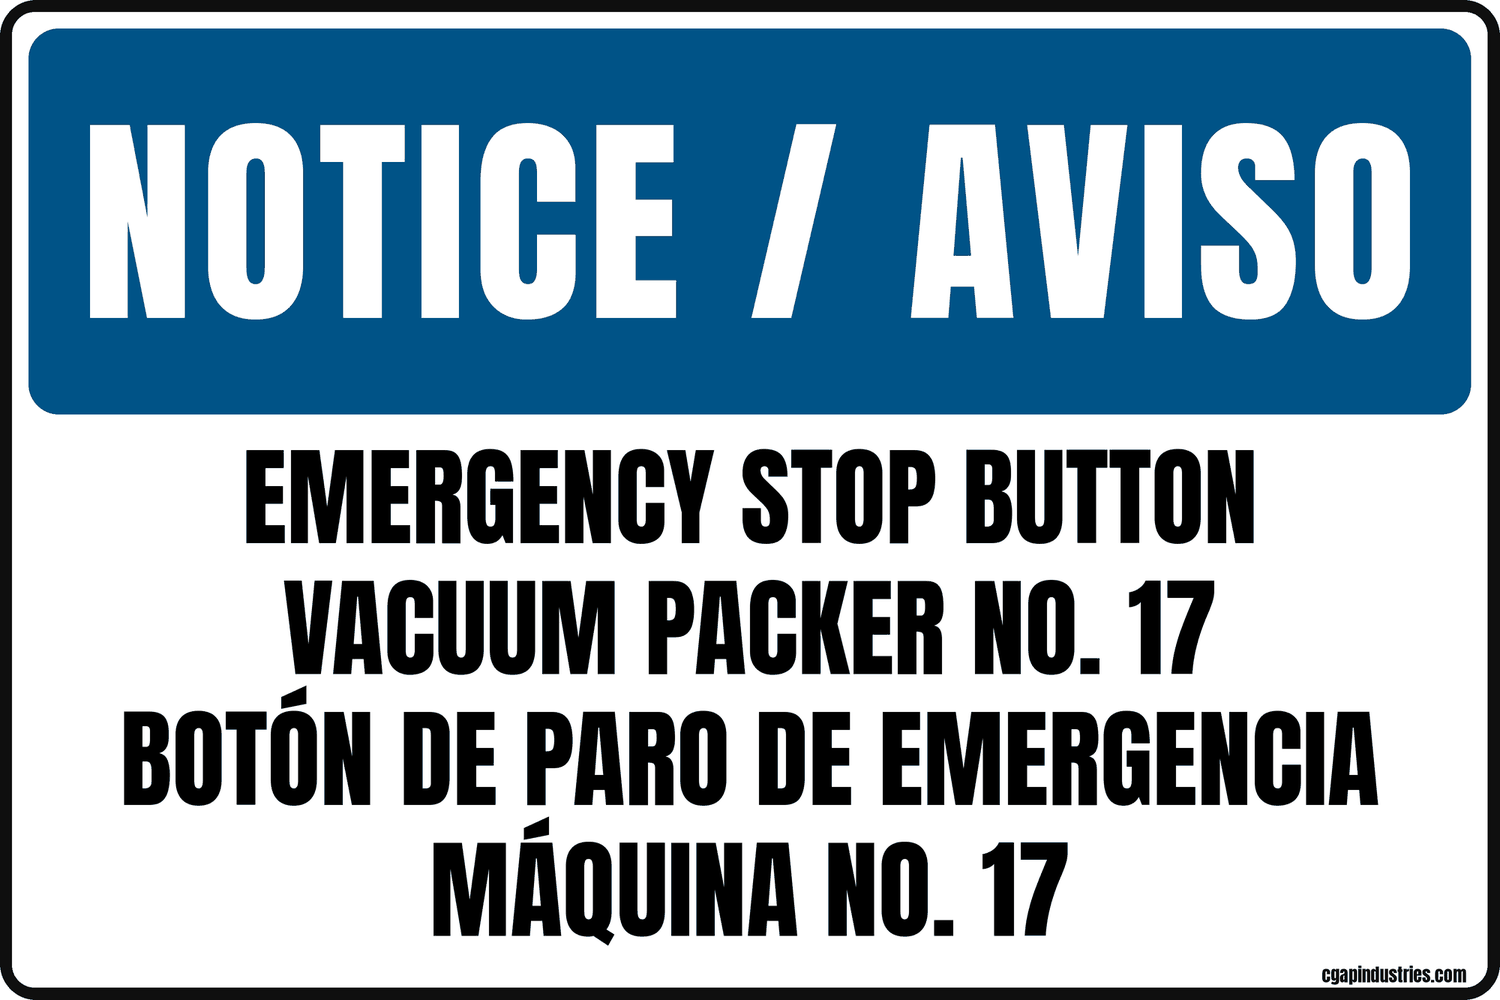 NOTICE / AVISO
EMERGENCY STOP BUTTON
VACUUM PACKER NO. 17
BOTÓN DE PARO DE EMERGENCIA
MÁQUINA NO. 17
cgapindustries.com